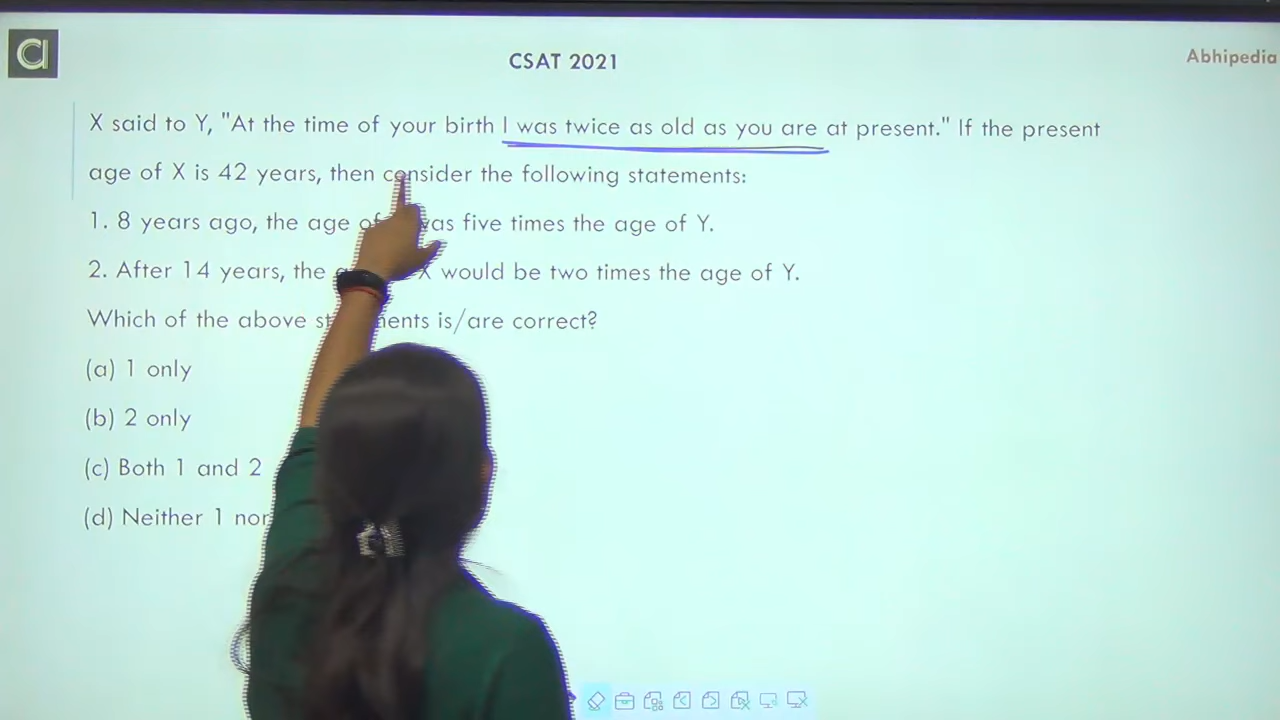 CSAT 2021
Abhipedia
X said to Y, "At the time of your birth I was twice as old as you are at present." If the present
age of X is 42 years, then consider the following statements:
1. 8 years ago, the age of was five times the age of Y.
2. After 14 years, the X would be two times the age of Y.
Which of the above is/are correct?
(a) 1 only
(b) 2 only
(c) Both 1 and 2
(d) Neither 1 nor